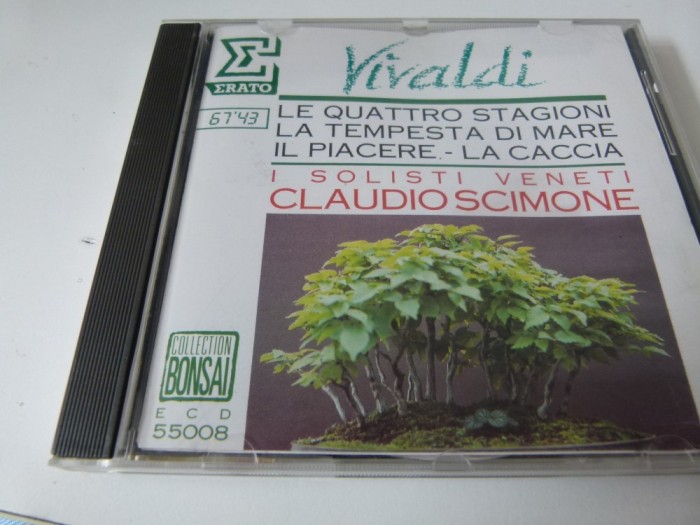 Vivaldi
ΣRATO
67'43
LE QUATTRO STAGIONI
LA TEMPESTA DI MARE
IL PIACERE - LA CACCIA
I SOLISTI VENETI
CLAUDIO SCIMONE
COLLECTION
BONSAI
ECD
55008